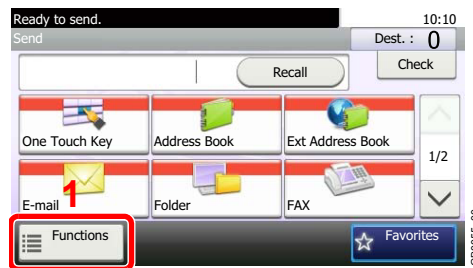 Ready to send. 10:10
Send Dest. : 0
Recall Check
One Touch Key Address Book Ext Address Book
1/2
E-mail 1 Folder FAX
Functions Favorites